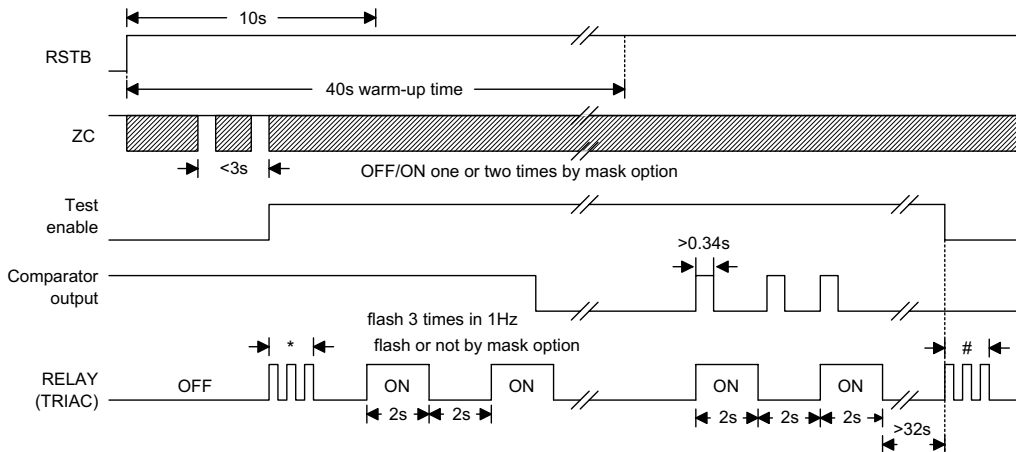 10s
RSTB
40s warm-up time
ZC
<3s
OFF/ON one or two times by mask option
Test
enable
>0.34s
Comparator
output
flash 3 times in 1Hz
* flash or not by mask option #
RELAY
(TRIAC)
OFF ON ON ON ON
2s 2s 2s 2s 2s
>32s